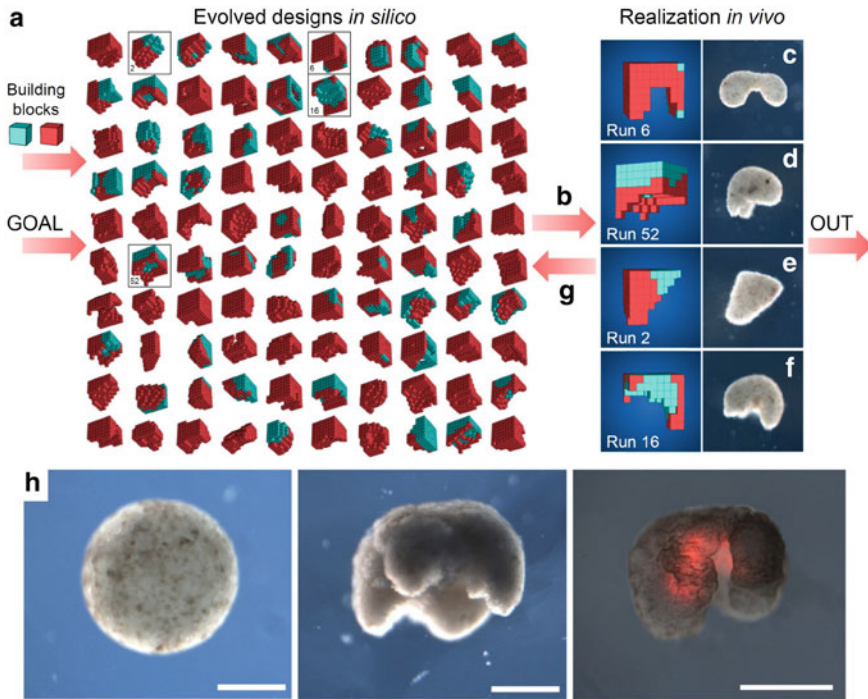 a
Evolved designs in silico
Realization in vivo
Building
blocks
GOAL
2
6
16
52
b
g
c
Run 6
d
Run 52
e
Run 2
f
Run 16
OUT
h